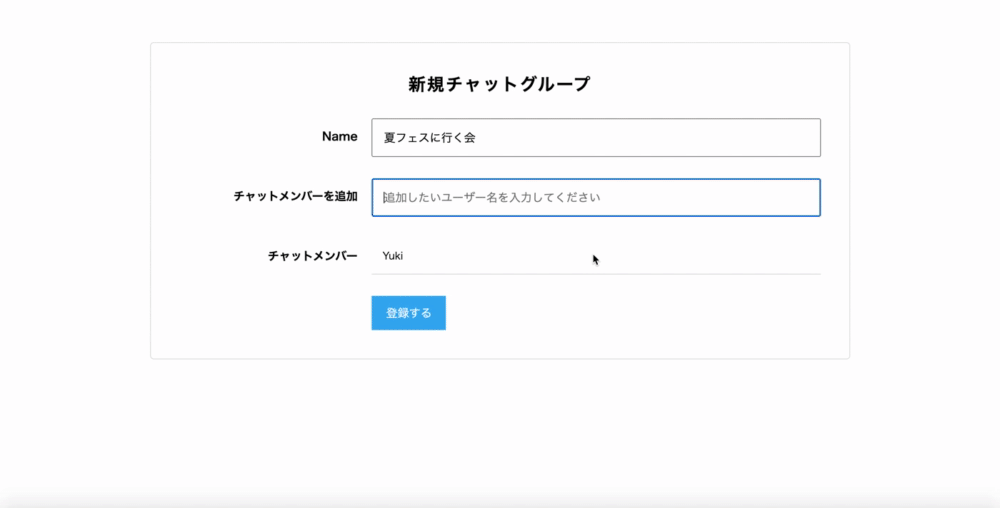 新規チャットグループ
Name
夏フェスに行く会
チャットメンバーを追加
追加したいユーザー名を入力してください
チャットメンバー
Yuki
登録する